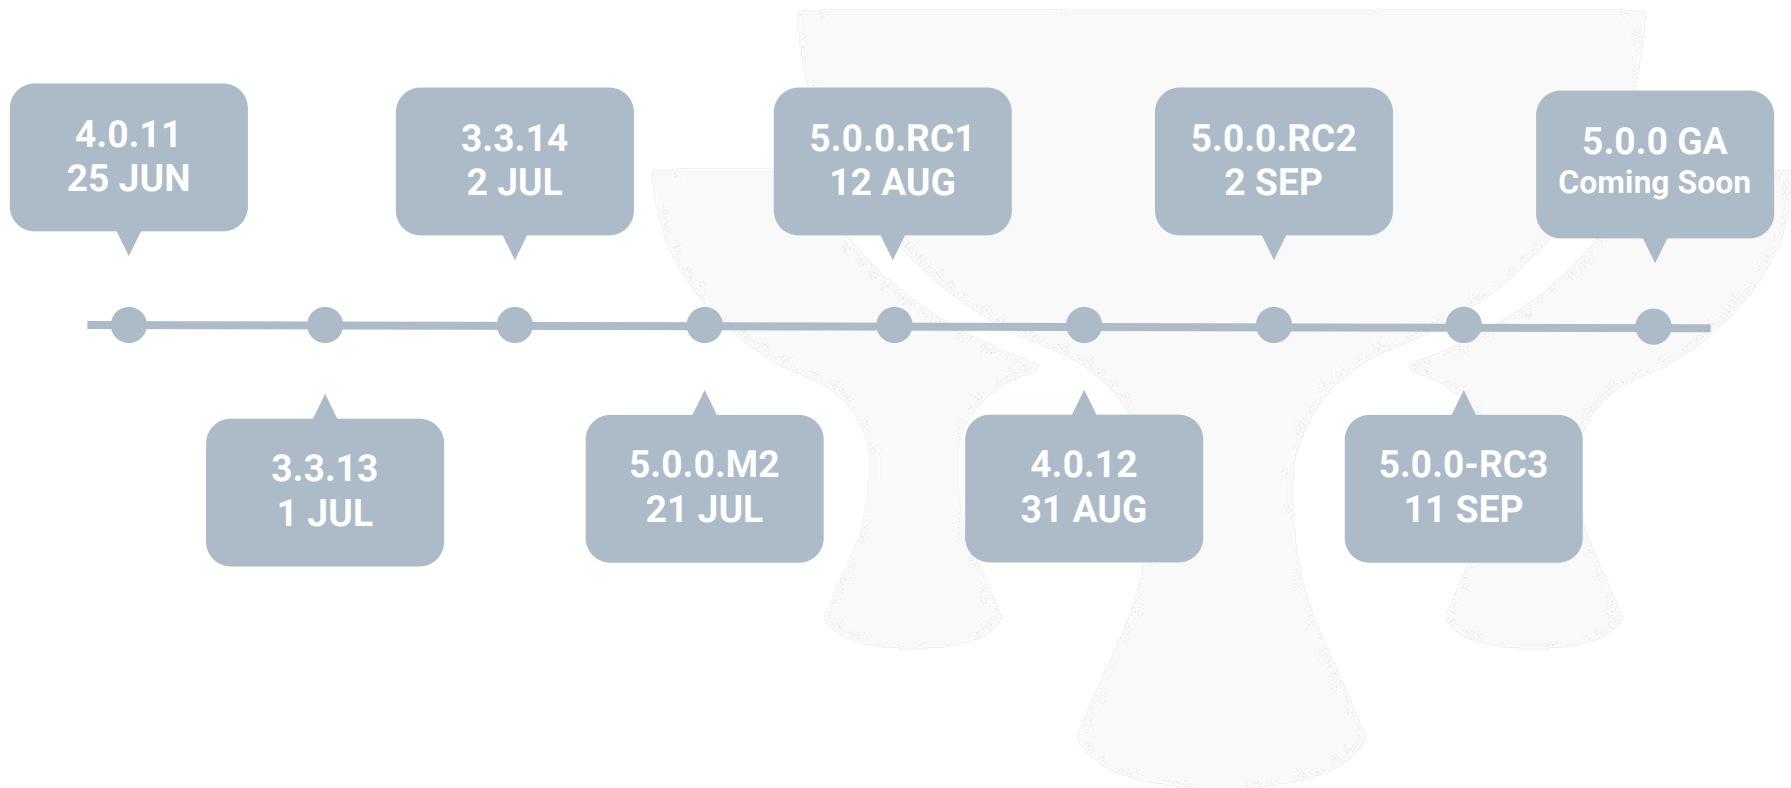 4.0.11
25 JUN
3.3.14
2 JUL
5.0.0.RC1
12 AUG
5.0.0.RC2
2 SEP
5.0.0 GA
Coming Soon
3.3.13
1 JUL
5.0.0.M2
21 JUL
4.0.12
31 AUG
5.0.0-RC3
11 SEP